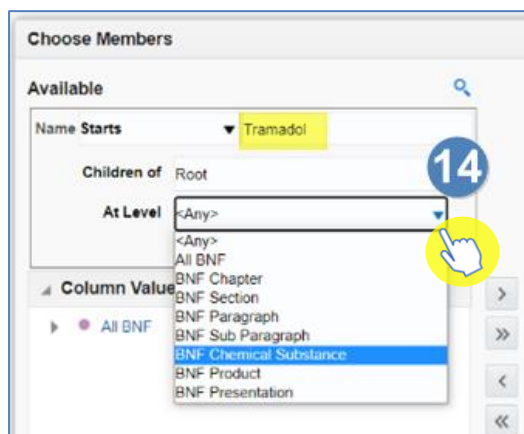 Choose Members
Available
Name Starts Tramadol
Children of Root
14
At Level <Any>
<Any>
All BNF
BNF Chapter
BNF Section
BNF Paragraph
BNF Sub Paragraph
BNF Chemical Substance
BNF Product
BNF Presentation
Column Value
All BNF
>
»
<
«